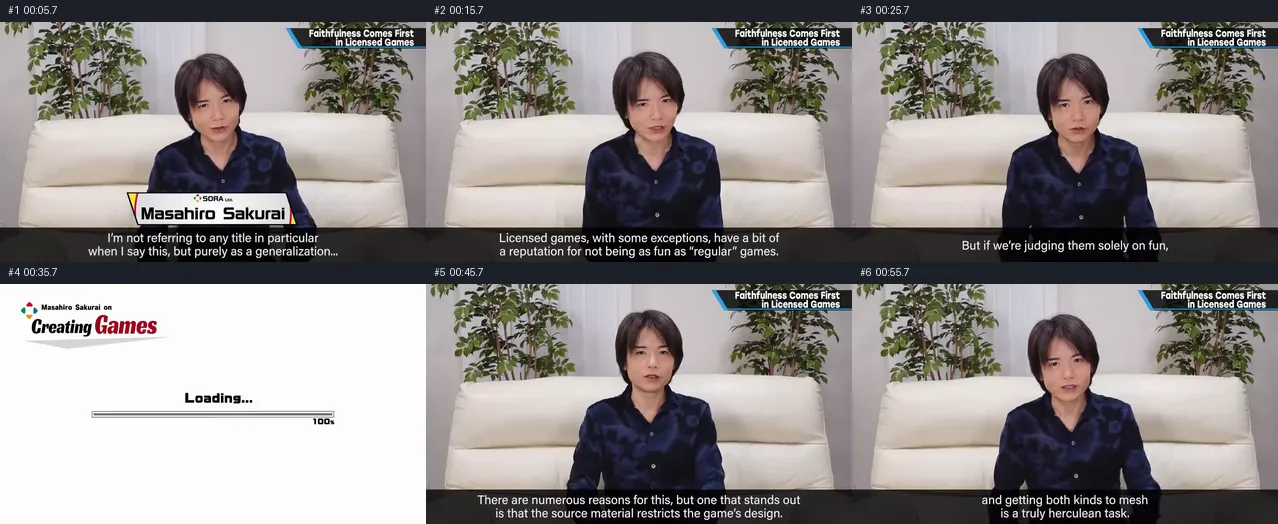 #1 00:05.7
Faithfulness Comes First
in Licensed Games
SORA Ltd.
Masahiro Sakurai
I'm not referring to any title in particular
when I say this, but purely as a generalization...
#2 00:15.7
Faithfulness Comes First
in Licensed Games
Licensed games, with some exceptions, have a bit of
a reputation for not being as fun as “regular” games.
#3 00:25.7
Faithfulness Comes First
in Licensed Games
But if we're judging them solely on fun,
#4 00:35.7
Masahiro Sakurai on
Creating Games
Loading...
100%
#5 00:45.7
Faithfulness Comes First
in Licensed Games
There are numerous reasons for this, but one that stands out
is that the source material restricts the game's design.
#6 00:55.7
Faithfulness Comes First
in Licensed Games
and getting both kinds to mesh
is a truly herculean task.